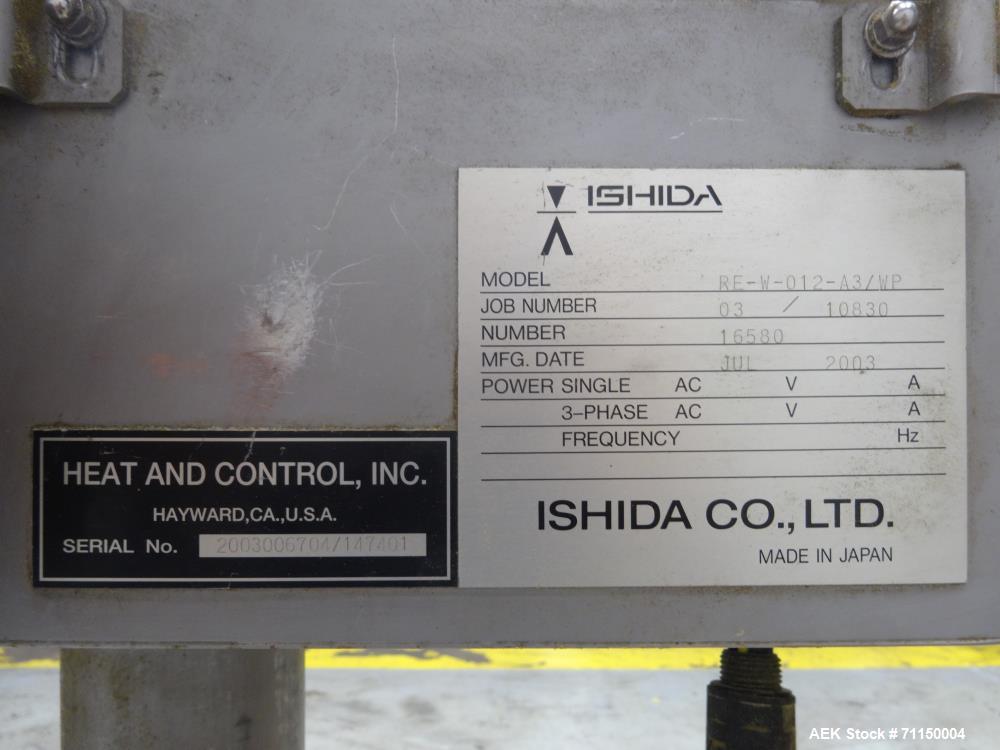 ISHIDA
MODEL RE-W-012-A3/WP
JOB NUMBER 03 / 10830
NUMBER 16580
MFG. DATE JUL 2003
POWER SINGLE AC V A
3-PHASE AC V A
FREQUENCY Hz
ISHIDA CO., LTD.
MADE IN JAPAN
HEAT AND CONTROL, INC.
HAYWARD,CA.,U.S.A.
SERIAL No. 2003006704/147401
AEK Stock #71150004